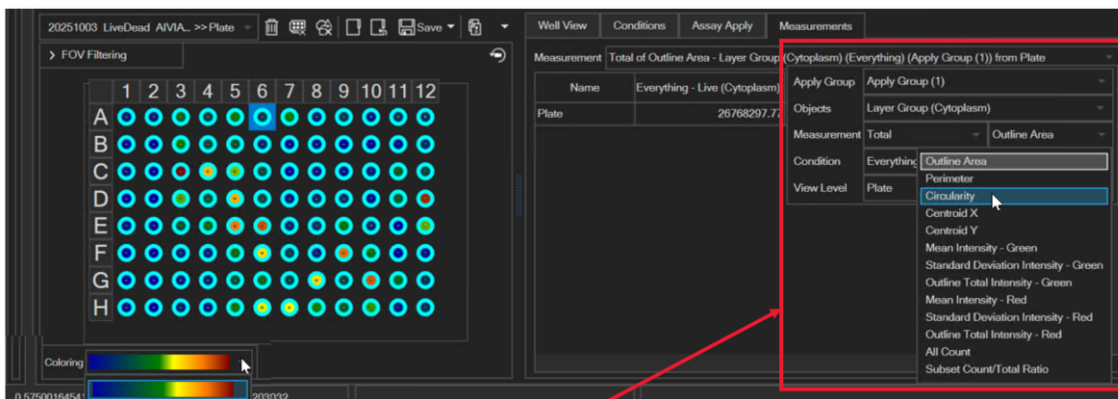 20251003 LiveDead AIVIA... >> Plate
Save
FOV Filtering
1 2 3 4 5 6 7 8 9 10 11 12
A
B
C
D
E
F
G
H
Coloring
203032
Well View
Conditions
Assay Apply
Measurements
Measurement Total of Outline Area - Layer Group (Cytoplasm) (Everything) (Apply Group (1)) from Plate
Name
Everything - Live (Cytoplasm)
Plate
26768297.77
Apply Group Apply Group (1)
Objects Layer Group (Cytoplasm)
Measurement Total Outline Area
Condition Everything
View Level Plate
Outline Area
Perimeter
Circularity
Centroid X
Centroid Y
Mean Intensity - Green
Standard Deviation Intensity - Green
Outline Total Intensity - Green
Mean Intensity - Red
Standard Deviation Intensity - Red
Outline Total Intensity - Red
All Count
Subset Count/Total Ratio